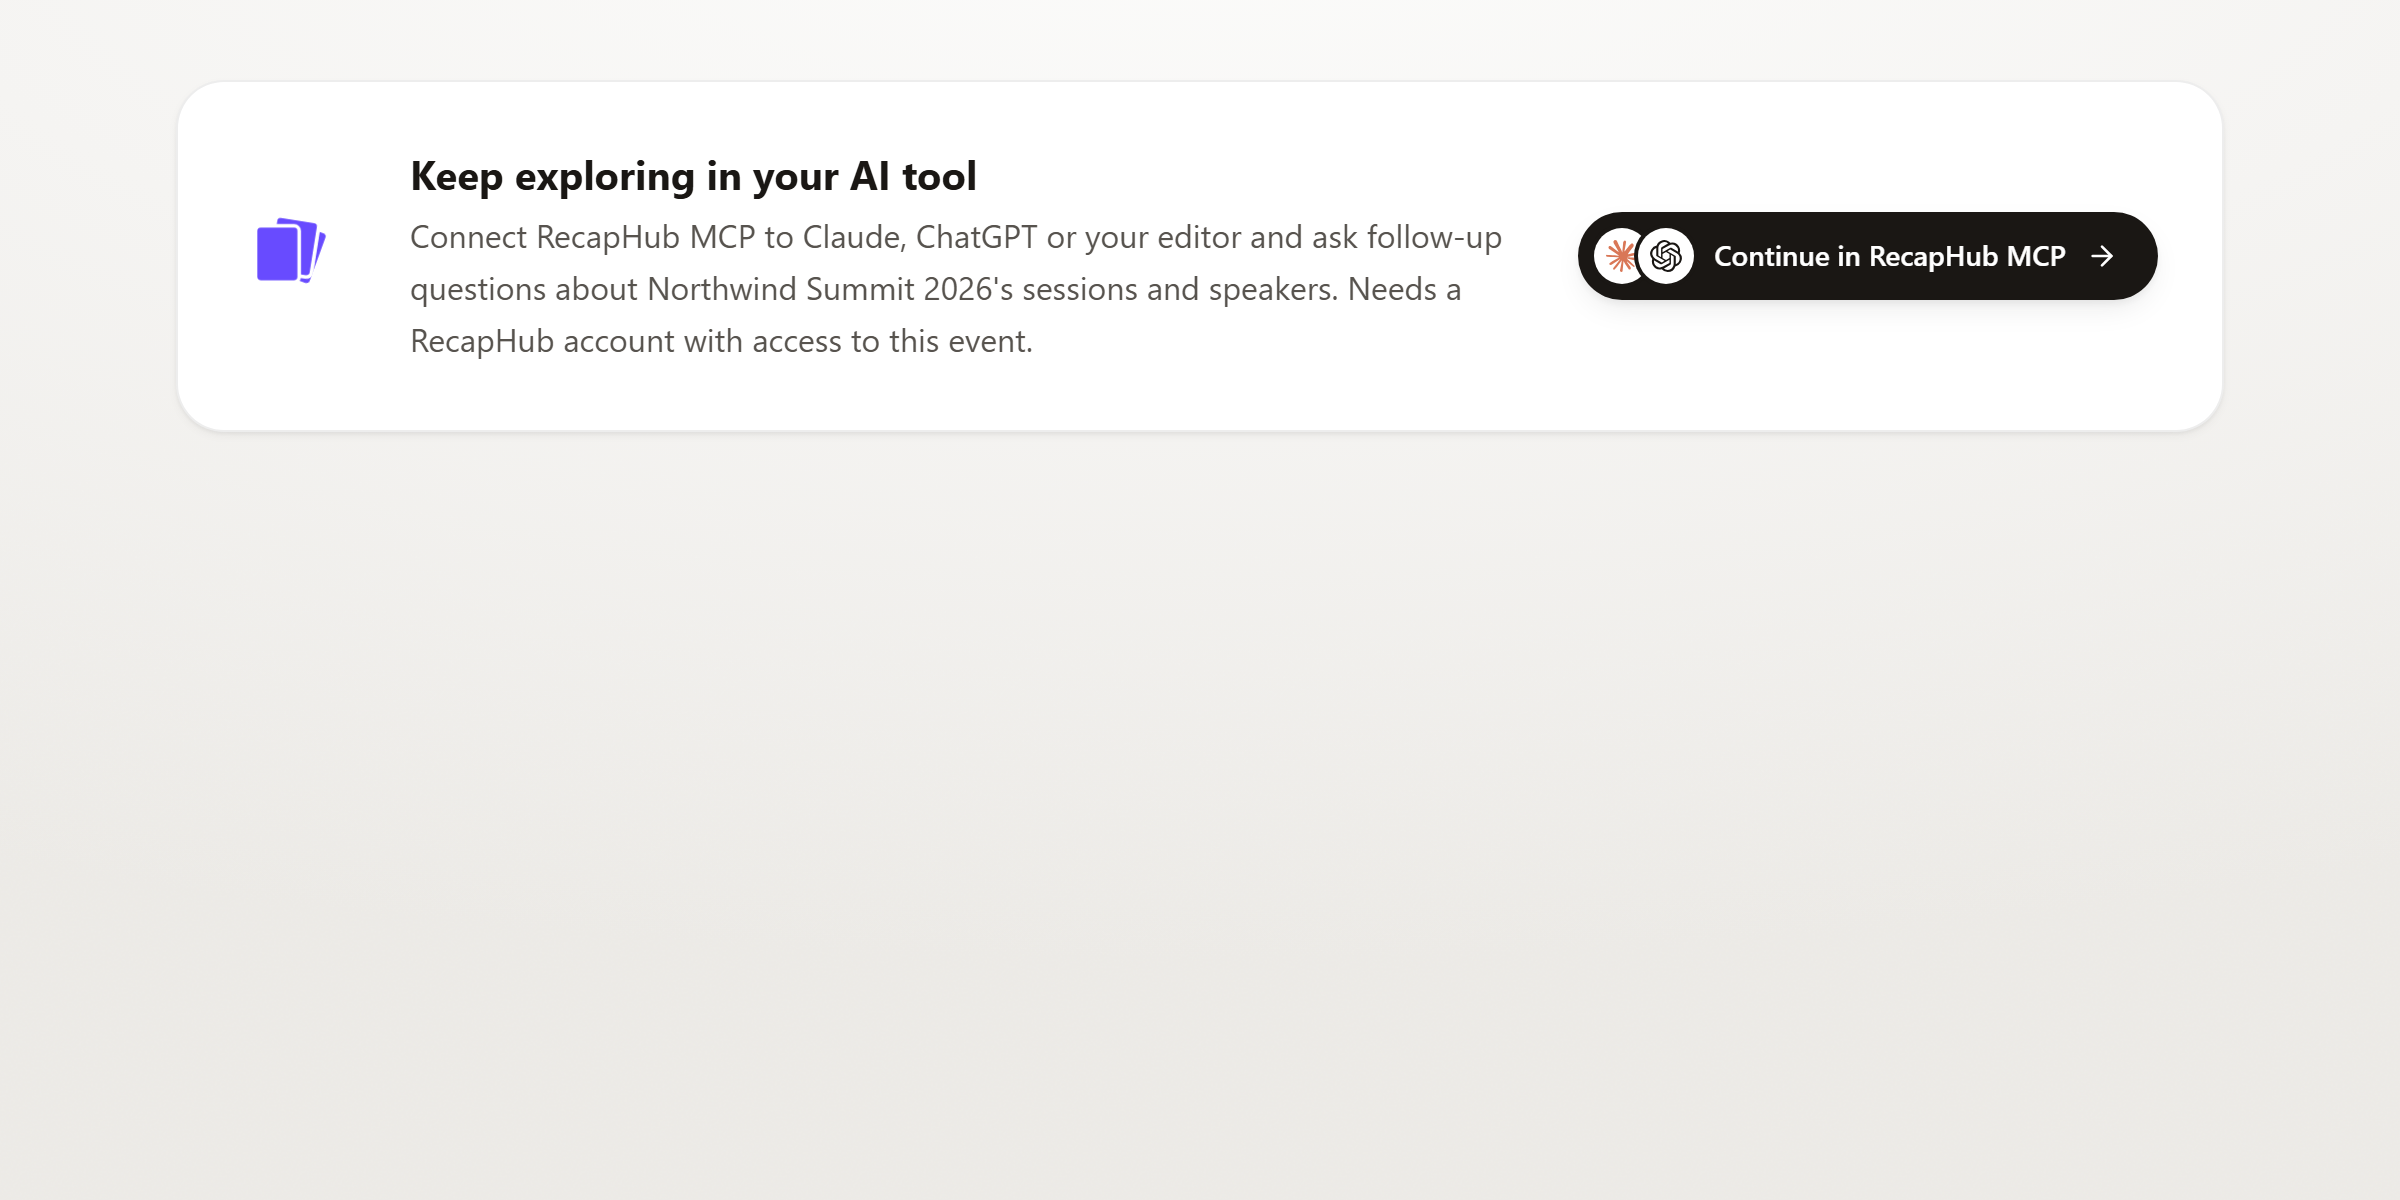 Keep exploring in your AI tool
Connect RecapHub MCP to Claude, ChatGPT or your editor and ask follow-up
questions about Northwind Summit 2026's sessions and speakers. Needs a
RecapHub account with access to this event.
Continue in RecapHub MCP